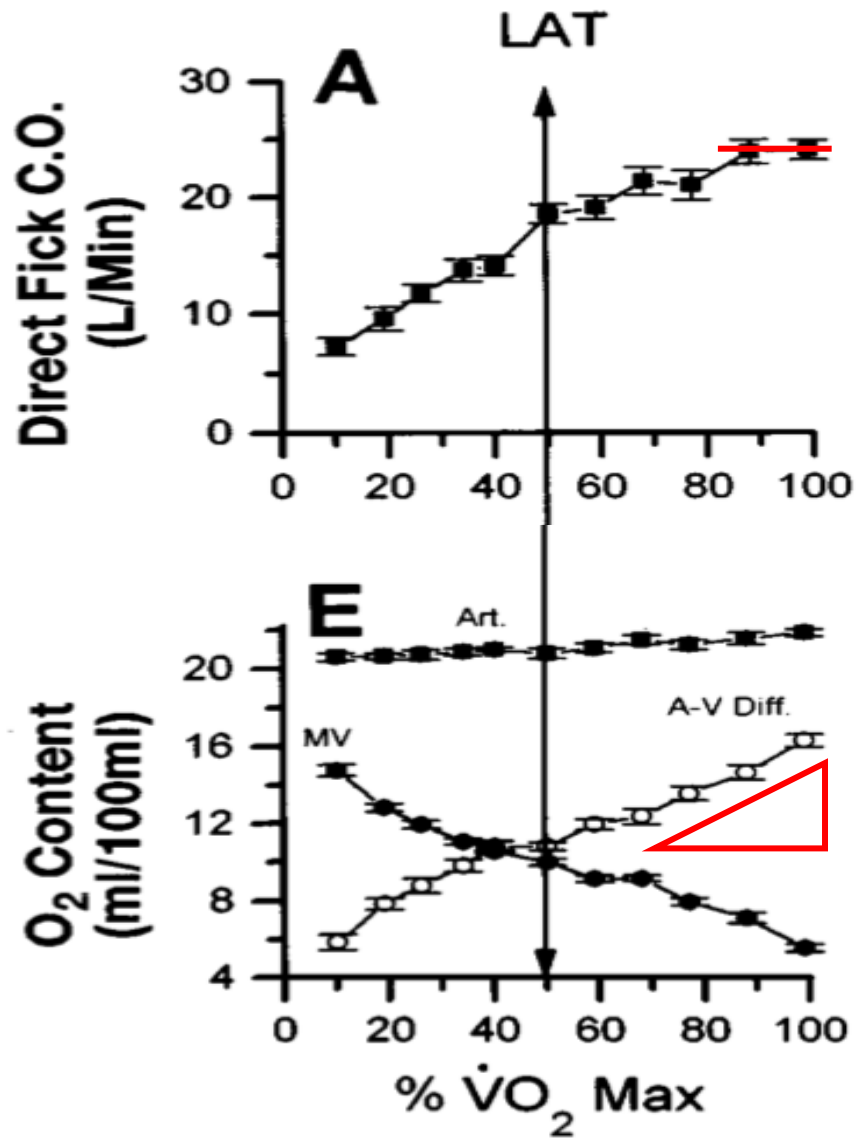 LAT
A
30
20
10
0
Direct Fick C.O.
(L/Min)
0 20 40 60 80 100
E
Art.
A-V Diff.
MV
20
16
12
8
4
O₂ Content
(ml/100ml)
0 20 40 60 80 100
% V̇O₂ Max